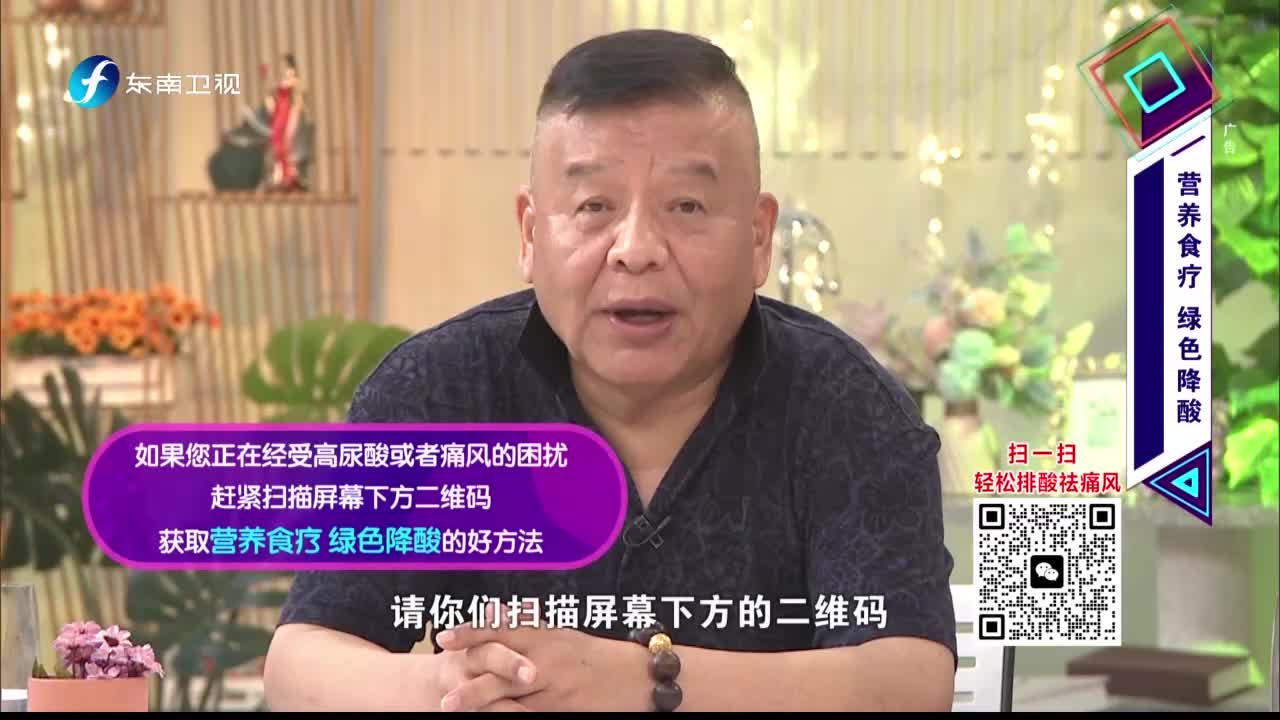 东南卫视
广告
营养食疗 绿色降酸
扫一扫
轻松排酸祛痛风
如果您正在经受高尿酸或者痛风的困扰
赶紧扫描屏幕下方二维码
获取营养食疗 绿色降酸的好方法
请你们扫描屏幕下方的二维码